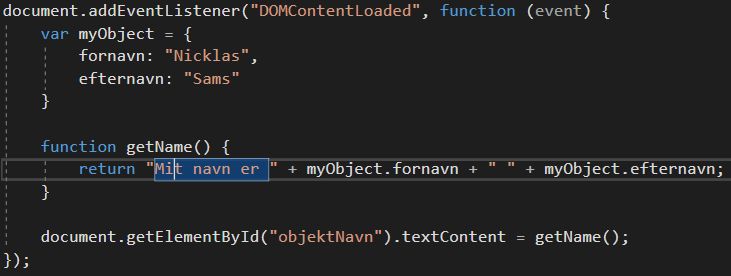 document.addEventListener("DOMContentLoaded", function (event) {
    var myObject = {
        fornavn: "Nicklas",
        efternavn: "Sams"
    }

    function getName() {
        return "Mit navn er " + myObject.fornavn + " " + myObject.efternavn;
    }

    document.getElementById("objektNavn").textContent = getName();
});